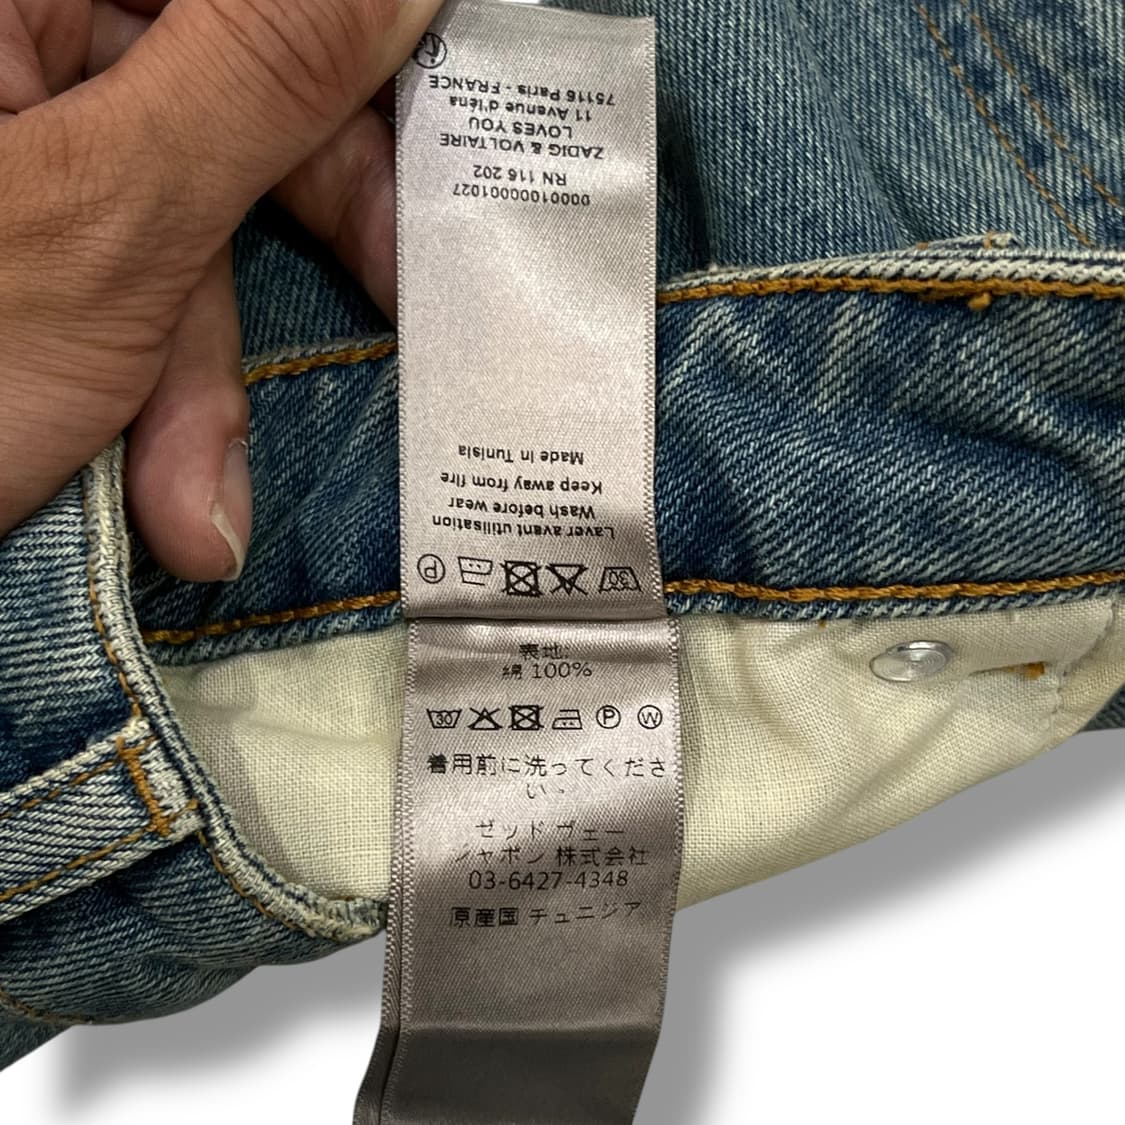 00001000001027
RN 116 202
ZADIG & VOLTAIRE
LOVES YOU
11 Avenue d'Iéna
75116 Paris - FRANCE
30
P
Laver avant utilisation
Wash before wear
Keep away from fire
Made in Tunisia
表地:
綿 100%
30 P W
着用前に洗ってくださ
い。
ゼッド ヴェー
ジャポン 株式会社
03-6427-4348
原産国 チュニジア